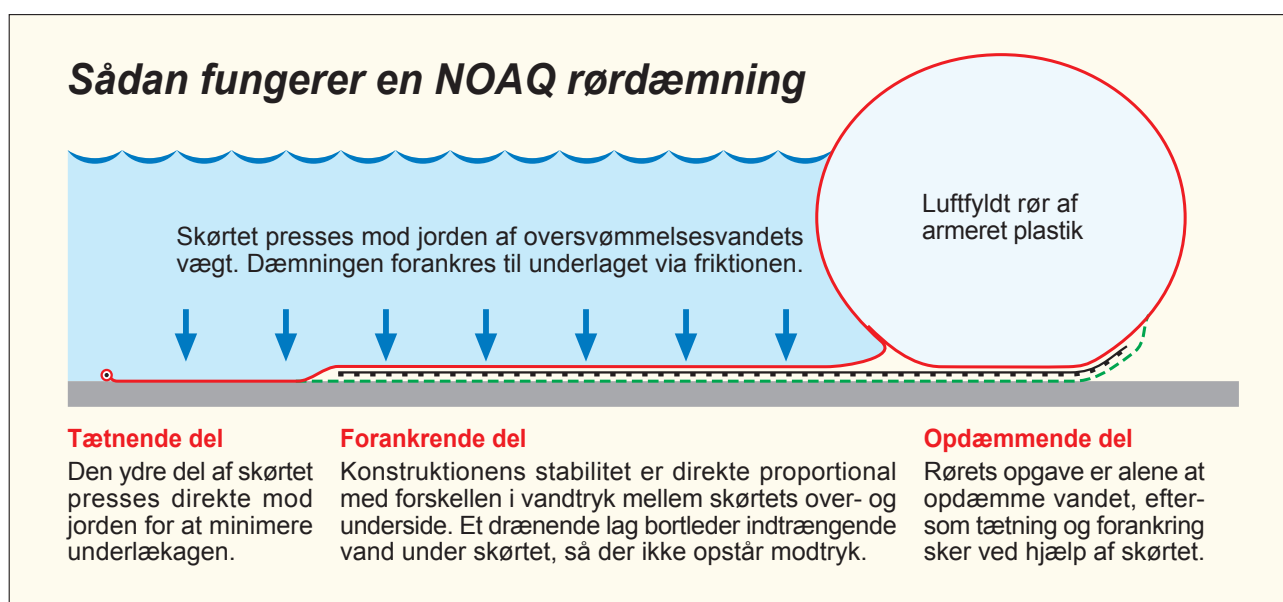 Sådan fungerer en NOAQ rørdæmning
Luftfyldt rør af
armeret plastik
Skørtet presses mod jorden af oversvømmelsesvandets
vægt. Dæmningen forankres til underlaget via friktionen.
Tætnende del
Den ydre del af skørtet
presses direkte mod
jorden for at minimere
underlækagen.
Forankrende del
Konstruktionens stabilitet er direkte proportional
med forskellen i vandtryk mellem skørtets over- og
underside. Et drænende lag bortleder indtrængende
vand under skørtet, så der ikke opstår modtryk.
Opdæmmende del
Rørets opgave er alene at
opdæmme vandet, efter-
som tætning og forankring
sker ved hjælp af skørtet.